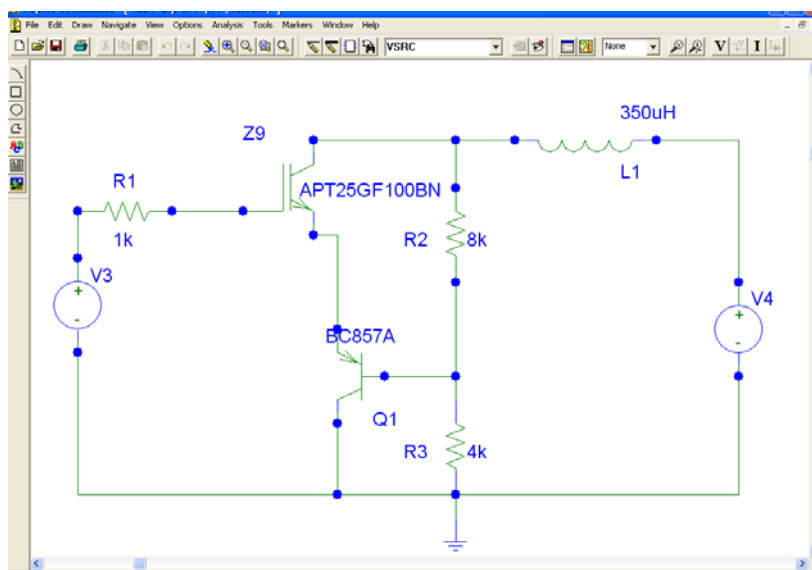 File Edit Draw Navigate View Options Analysis Tools Markers Window Help
VSRC None V I
350uH
Z9
L1
R1
APT25GF100BN
1k
R2 8k
V3
V4
+
-
+
-
BC857A
Q1
R3 4k